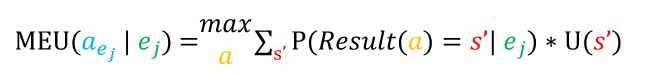 MEU(a_{e_j} | e_j) = max_a ∑_{s′} P(Result(a) = s′| e_j) * U(s′)